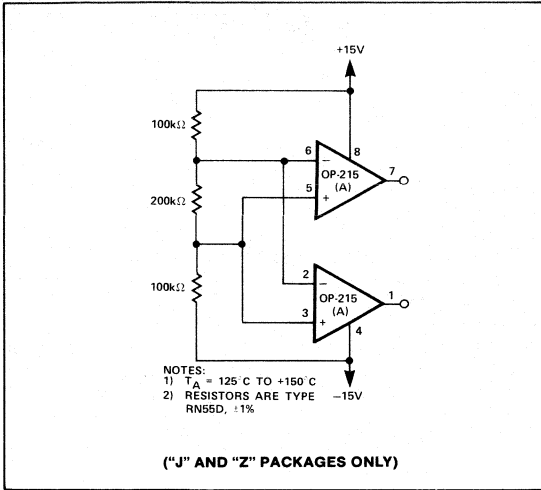 +15V
100kΩ
6
−
8
7
OP-215
(A)
200kΩ
5
+
100kΩ
2
−
OP-215
1
(A)
3
+
4
NOTES:
1) TA = 125°C TO +150°C
2) RESISTORS ARE TYPE
RN55D, ±1%
−15V
("J" AND "Z" PACKAGES ONLY)